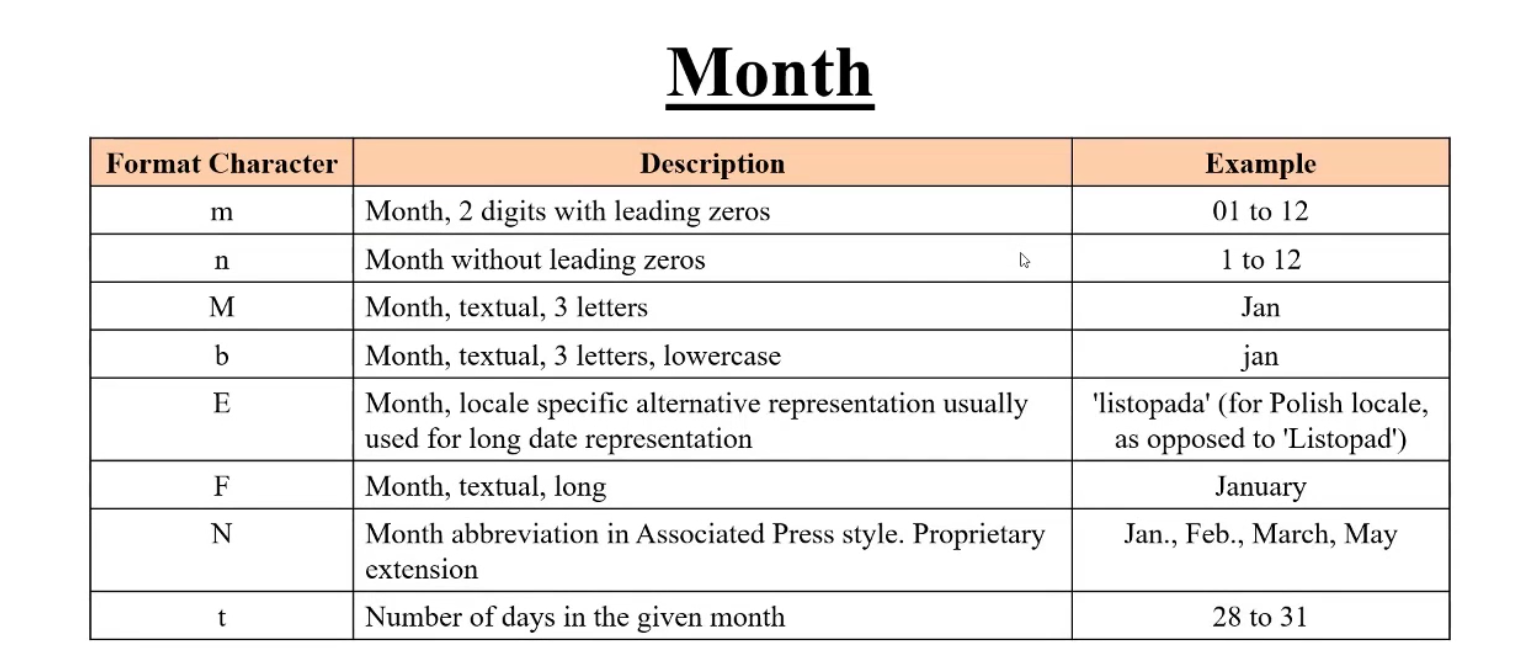 Month
Format Character Description Example
m Month, 2 digits with leading zeros 01 to 12
n Month without leading zeros 1 to 12
M Month, textual, 3 letters Jan
b Month, textual, 3 letters, lowercase jan
E Month, locale specific alternative representation usually 'listopada' (for Polish locale,
used for long date representation as opposed to 'Listopad')
F Month, textual, long January
N Month abbreviation in Associated Press style. Proprietary Jan., Feb., March, May
extension
t Number of days in the given month 28 to 31